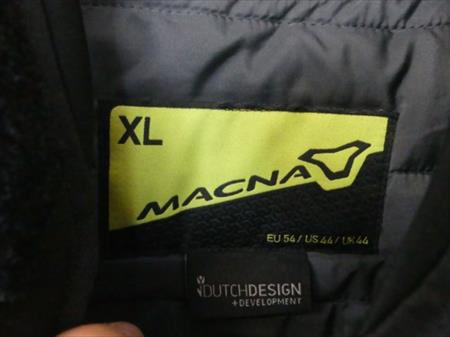 XL
MACNA
EU 54 / US 44 / UK 44
DUTCHDESIGN
+DEVELOPMENT